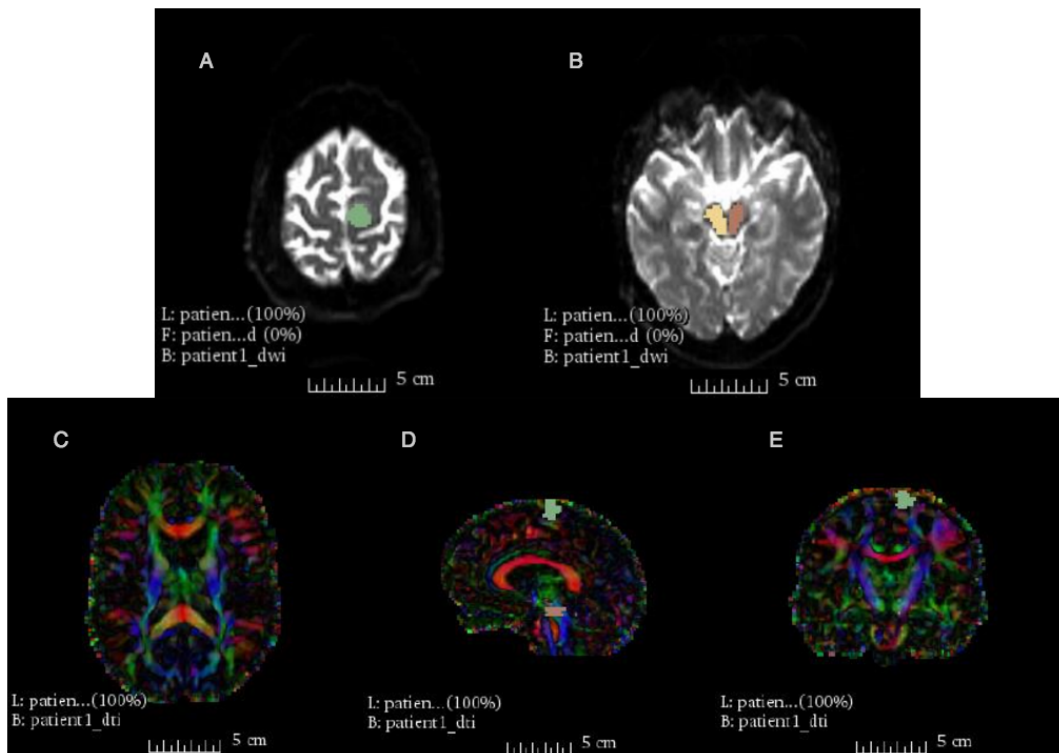 A
B
L: patien... (100%)
F: patien...d (0%)
B: patient1_dwi
5 cm
L: patien... (100%)
F: patien...d (0%)
B: patient1_dwi
5 cm
C
D
E
L: patien... (100%)
B: patient1_dti
5 cm
L: patien... (100%)
B: patient1_dti
5 cm
L: patien... (100%)
B: patient1_dti
5 cm